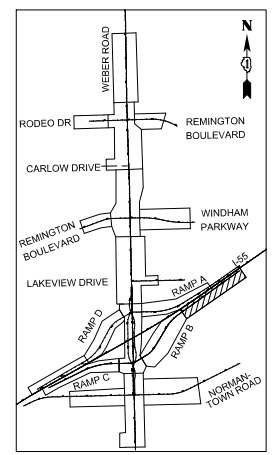 N
WEBER ROAD
RODEO DR
REMINGTON
BOULEVARD
CARLOW DRIVE
REMINGTON
BOULEVARD
WINDHAM
PARKWAY
LAKEVIEW DRIVE
I-55
RAMP A
RAMP D
RAMP B
RAMP C
NORMAN-
TOWN ROAD